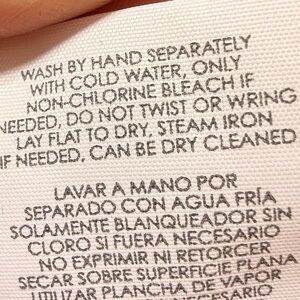 WASH BY HAND SEPARATELY
WITH COLD WATER, ONLY
NON-CHLORINE BLEACH IF
NEEDED, DO NOT TWIST OR WRING
LAY FLAT TO DRY, STEAM IRON
IF NEEDED, CAN BE DRY CLEANED
LAVAR A MANO POR
SEPARADO CON AGUA FRÍA
SOLAMENTE BLANQUEADOR SIN
CLORO SI FUERA NECESARIO
NO EXPRIMIR NI RETORCER
SECAR SOBRE SUPERFICIE PLANA
UTILIZAR PLANCHA DE VAPOR
NECESARIO